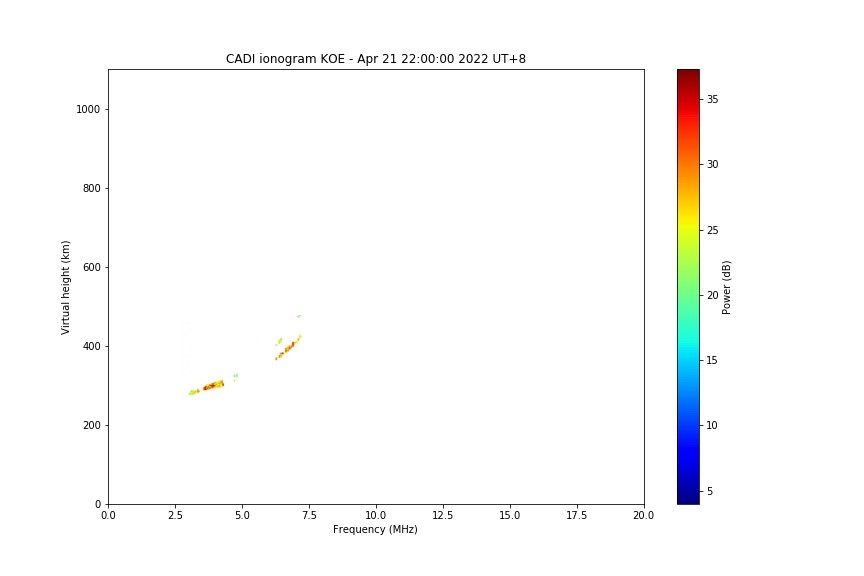 CADI ionogram KOE - Apr 21 22:00:00 2022 UT+8
1000
800
600
400
200
0
Virtual height (km)
0.0 2.5 5.0 7.5 10.0 12.5 15.0 17.5 20.0
Frequency (MHz)
35
30
25
20
15
10
5
Power (dB)